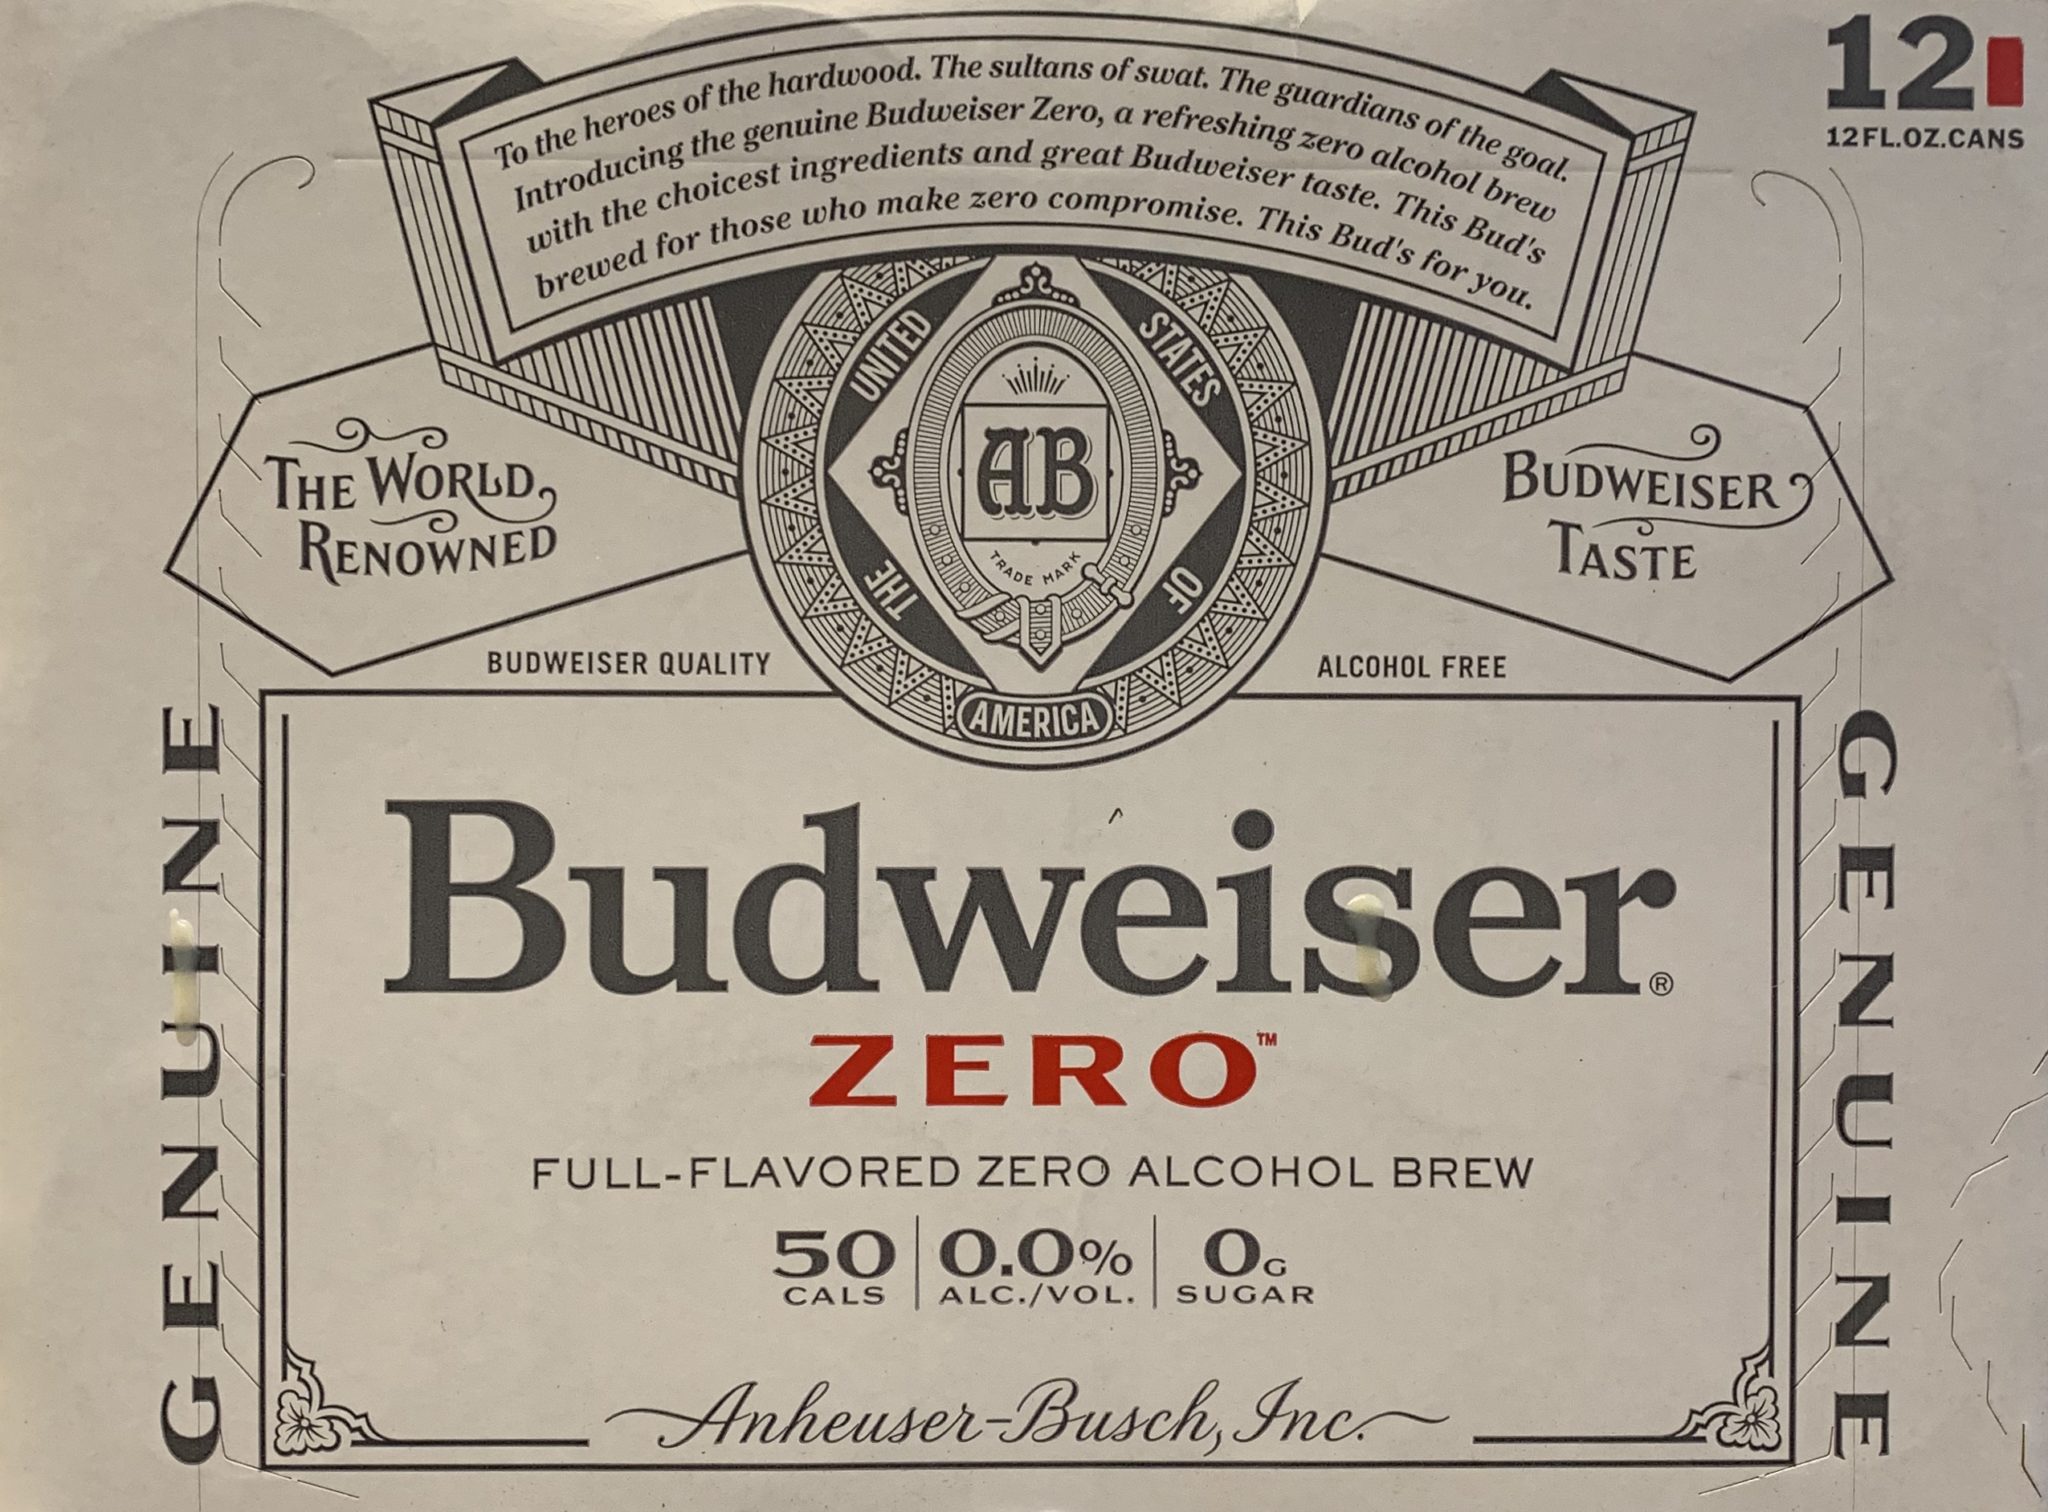 12
12FL.OZ.CANS
To the heroes of the hardwood. The sultans of swat. The guardians of the goal.
Introducing the genuine Budweiser Zero, a refreshing zero alcohol brew
with the choicest ingredients and great Budweiser taste. This Bud's
brewed for those who make zero compromise. This Bud's for you.
UNITED
STATES
THE WORLD
RENOWNED
AB
TRADE MARK
BUDWEISER
TASTE
THE
OF
BUDWEISER QUALITY
ALCOHOL FREE
AMERICA
GENUINE
GENUINE
Budweiser®
ZERO™
FULL-FLAVORED ZERO ALCOHOL BREW
50 0.0% 0G
CALS ALC./VOL. SUGAR
Anheuser-Busch, Inc.